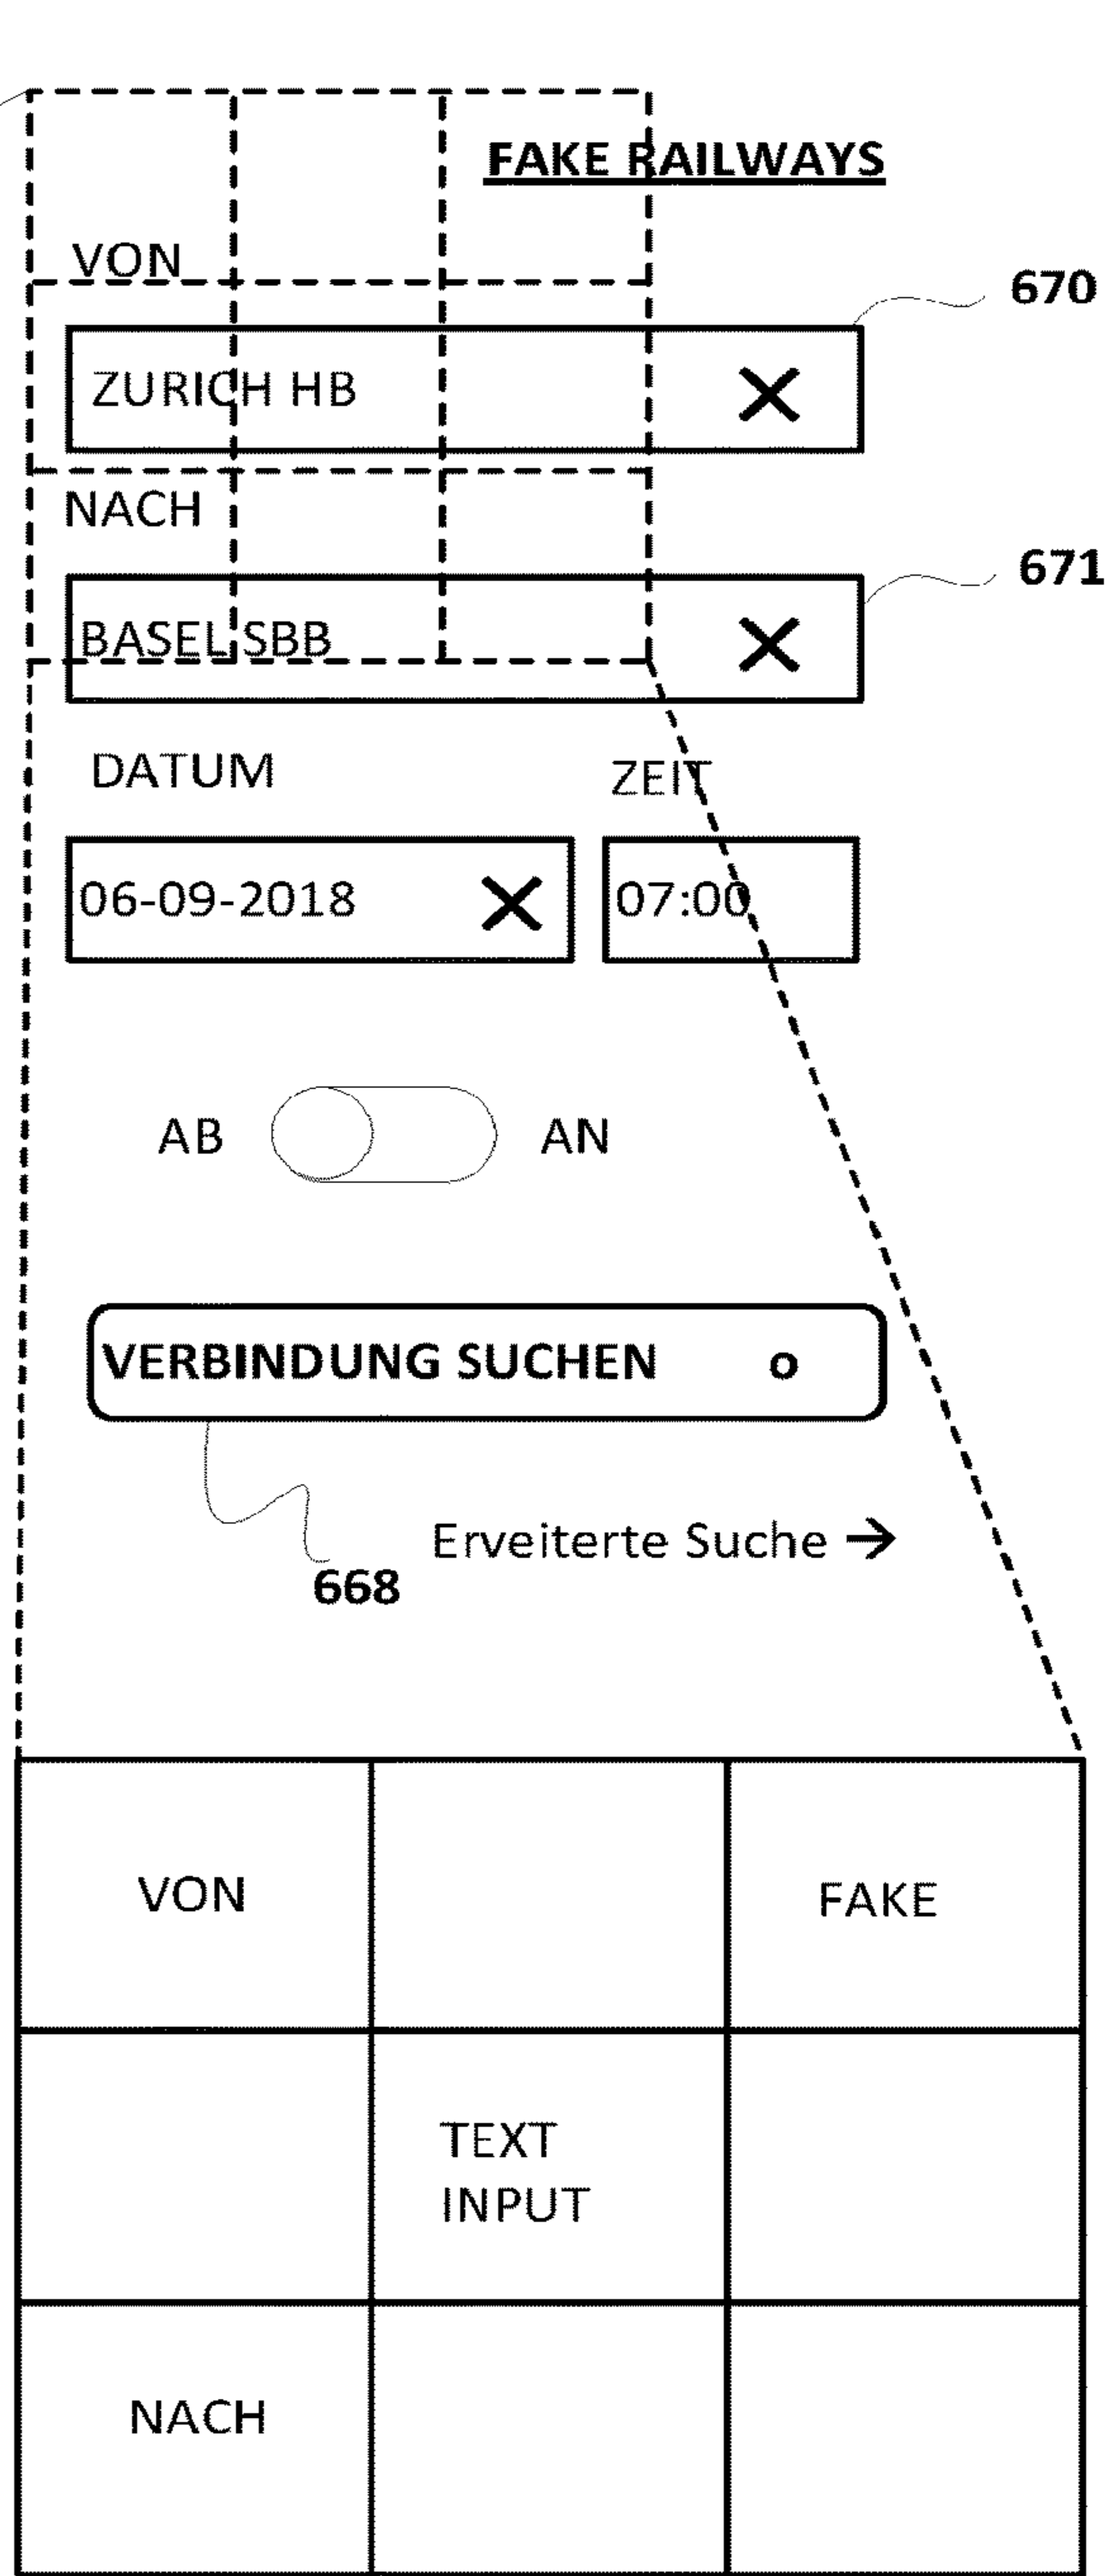 FAKE RAILWAYS
VON
670
ZURICH HB
NACH
671
BASEL SBB
DATUM ZEIT
06-09-2018 07:00
AB AN
VERBINDUNG SUCHEN o
Erveiterte Suche →
668
VON FAKE
TEXT
INPUT
NACH